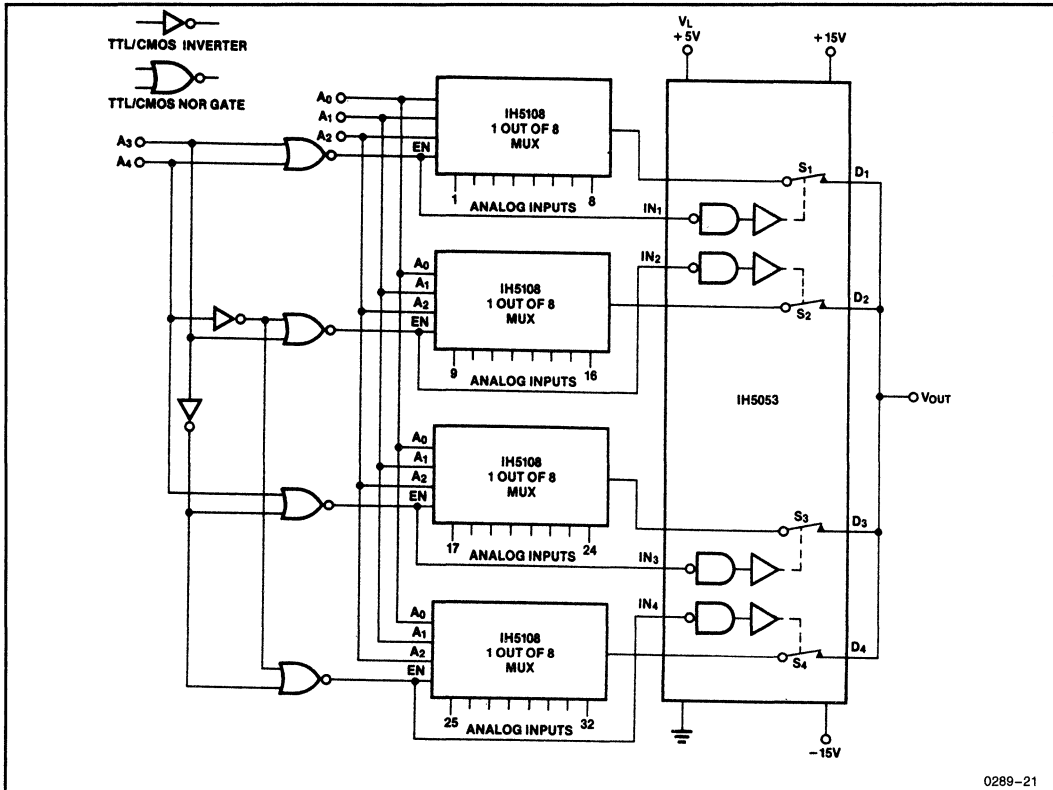 TTL/CMOS INVERTER
TTL/CMOS NOR GATE
VL
+5V
+15V
A0
A1
A2
A3
A4
EN
IH5108
1 OUT OF 8
MUX
1
8
ANALOG INPUTS
S1
D1
IN1
IN2
A0
A1
A2
EN
IH5108
1 OUT OF 8
MUX
9
16
ANALOG INPUTS
S2
D2
IH5053
VOUT
A0
A1
A2
EN
IH5108
1 OUT OF 8
MUX
17
24
ANALOG INPUTS
S3
D3
IN3
IN4
A0
A1
A2
EN
IH5108
1 OUT OF 8
MUX
25
32
ANALOG INPUTS
S4
D4
−15V
0289–21